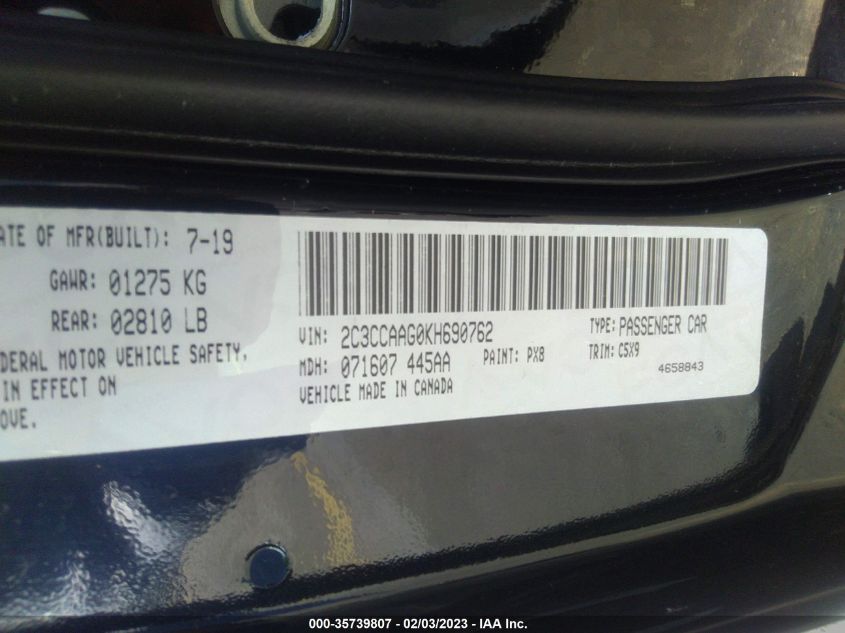 ATE OF MFR(BUILT): 7-19
GAWR: 01275 KG
REAR: 02810 LB
DERAL MOTOR VEHICLE SAFETY,
IN EFFECT ON
OVE.
VIN: 2C3CCAAG0KH690762
TYPE: PASSENGER CAR
MDH: 071607 445AA
PAINT: PX8
TRIM: C5X9
VEHICLE MADE IN CANADA
4658843
000-35739807 - 02/03/2023 - IAA Inc.